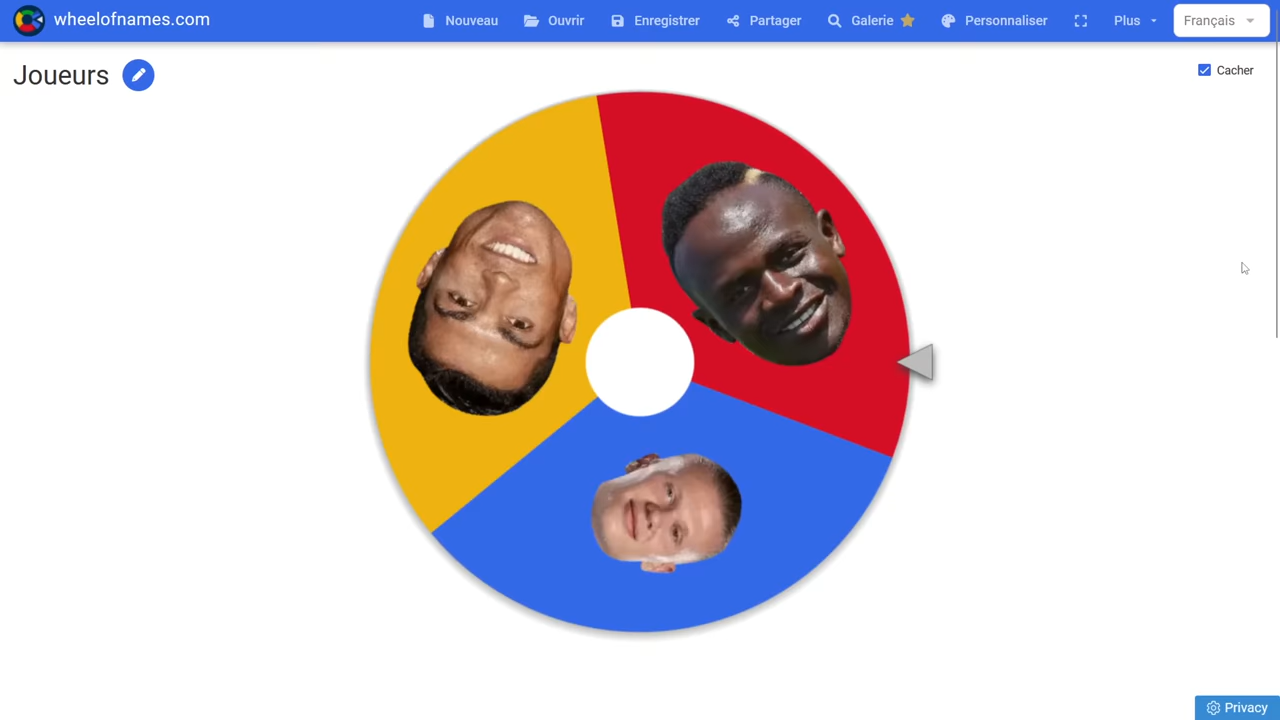 wheelofnames.com
Nouveau
Ouvrir
Enregistrer
Partager
Galerie
Personnaliser
Plus
Français
Joueurs
Cacher
Privacy